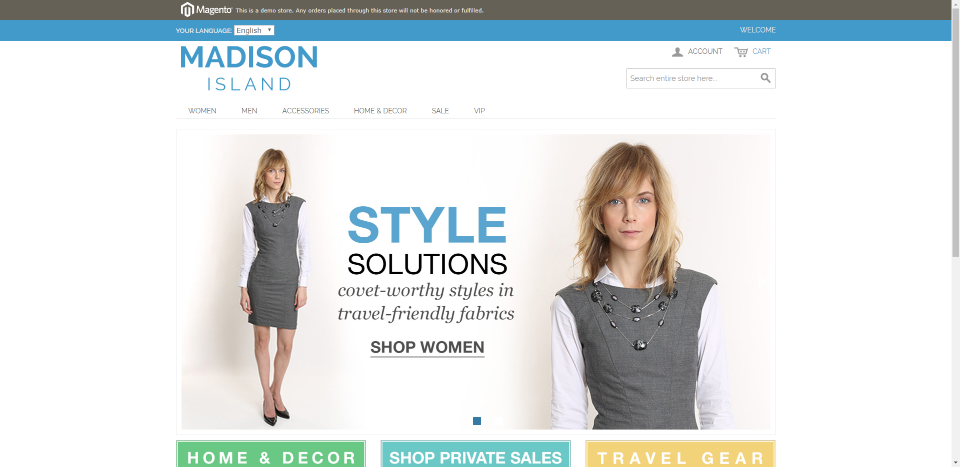 Magento® This is a demo store. Any orders placed through this store will not be honored or fulfilled.
YOUR LANGUAGE: English WELCOME
MADISON
ISLAND
ACCOUNT CART
Search entire store here...
WOMEN MEN ACCESSORIES HOME & DECOR SALE VIP
STYLE
SOLUTIONS
covet-worthy styles in
travel-friendly fabrics
SHOP WOMEN
HOME & DECOR SHOP PRIVATE SALES TRAVEL GEAR